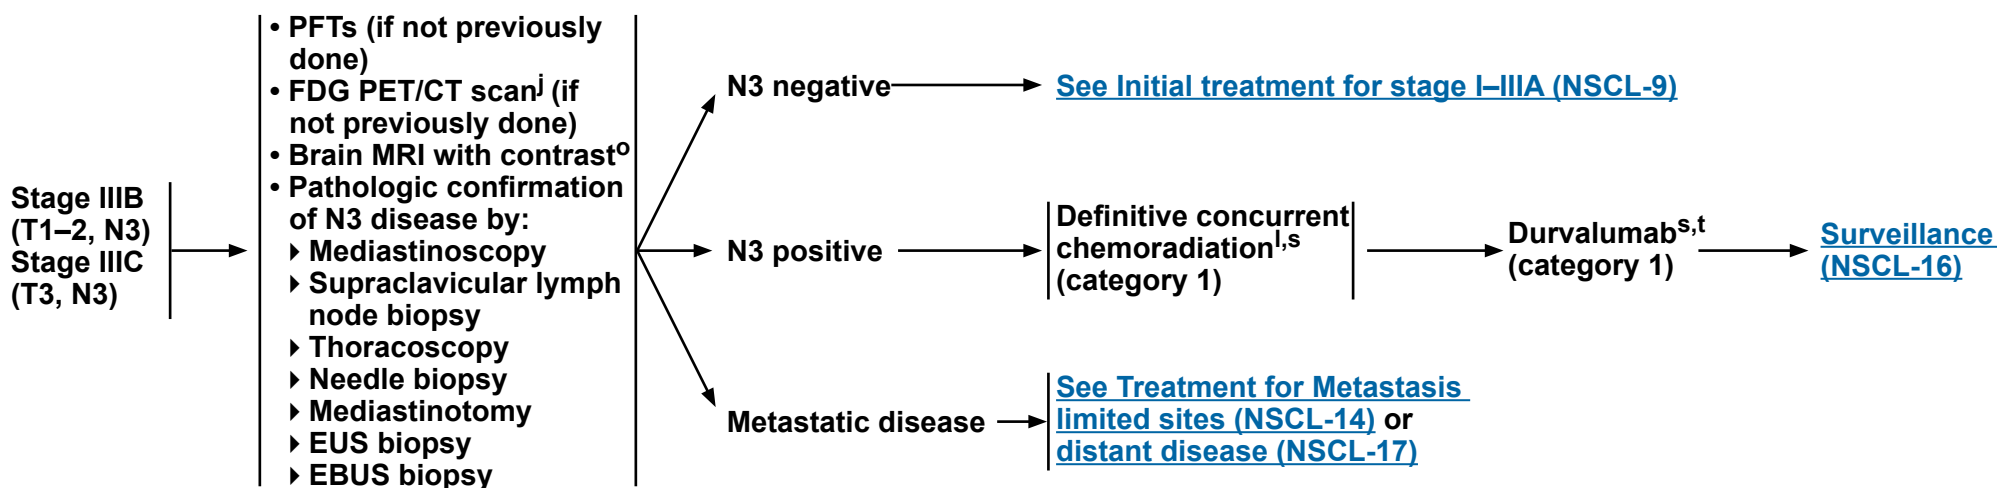 Stage IIIB
(T1–2, N3)
Stage IIIC
(T3, N3)
• PFTs (if not previously
done)
• FDG PET/CT scanj (if
not previously done)
• Brain MRI with contrasto
• Pathologic confirmation
of N3 disease by:
Mediastinoscopy
Supraclavicular lymph
node biopsy
Thoracoscopy
Needle biopsy
Mediastinotomy
EUS biopsy
EBUS biopsy
N3 negative
See Initial treatment for stage I–IIIA (NSCL-9)
N3 positive
Definitive concurrent
chemoradiationl,s
(category 1)
Durvalumabs,t
(category 1)
Surveillance
(NSCL-16)
Metastatic disease
See Treatment for Metastasis
limited sites (NSCL-14) or
distant disease (NSCL-17)